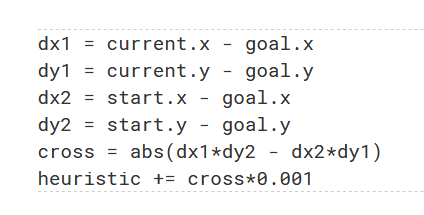 dx1 = current.x - goal.x
dy1 = current.y - goal.y
dx2 = start.x - goal.x
dy2 = start.y - goal.y
cross = abs(dx1*dy2 - dx2*dy1)
heuristic += cross*0.001